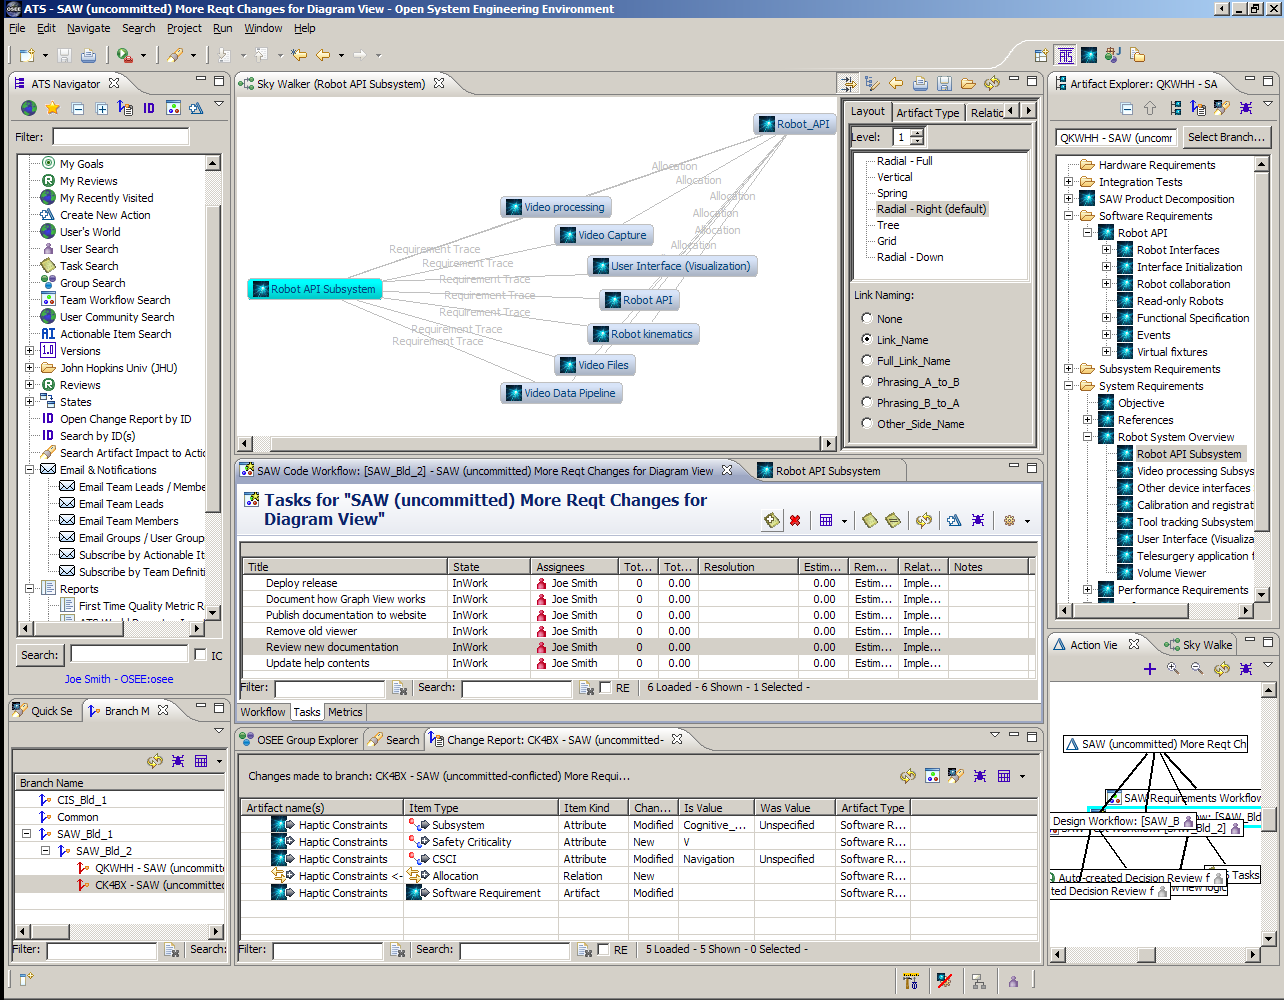 ATS - SAW (uncommitted) More Reqt Changes for Diagram View - Open System Engineering Environment
File Edit Navigate Search Project Run Window Help
ATS Navigator
Filter:
My Goals
My Reviews
My Recently Visited
Create New Action
User's World
User Search
Task Search
Group Search
Team Workflow Search
User Community Search
Actionable Item Search
Versions
John Hopkins Univ (JHU)
Reviews
States
Open Change Report by ID
Search by ID(s)
Search Artifact Impact to Actio
Email & Notifications
Email Team Leads / Membe
Email Team Leads
Email Team Members
Email Groups / User Group
Subscribe by Actionable It
Subscribe by Team Definiti
Reports
First Time Quality Metric R
Search:
IC
Joe Smith - OSEE:osee
Quick Se
Branch M
Branch Name
CIS_Bld_1
Common
SAW_Bld_1
SAW_Bld_2
QKWHH - SAW (uncommitte
CK4BX - SAW (uncommitted
Filter:
Search:
Sky Walker (Robot API Subsystem)
Robot_API
Allocation
Allocation
Allocation
Allocation
Allocation
Allocation
Video processing
Video Capture
User Interface (Visualization)
Robot API
Robot kinematics
Video Files
Video Data Pipeline
Requirement Trace
Requirement Trace
Requirement Trace
Requirement Trace
Requirement Trace
Requirement Trace
Requirement Trace
Robot API Subsystem
Layout Artifact Type Relatic
Level: 1
Radial - Full
Vertical
Spring
Radial - Right (default)
Tree
Grid
Radial - Down
Link Naming:
None
Link_Name
Full_Link_Name
Phrasing_A_to_B
Phrasing_B_to_A
Other_Side_Name
SAW Code Workflow: [SAW_Bld_2] - SAW (uncommitted) More Reqt Changes for Diagram View
Robot API Subsystem
Tasks for "SAW (uncommitted) More Reqt Changes for
Diagram View"
Title State Assignees Tot... Tot... Resolution Estim... Rem... Relat... Notes
Deploy release InWork Joe Smith 0 0.00 0.00 Estim... Imple...
Document how Graph View works InWork Joe Smith 0 0.00 0.00 Estim... Imple...
Publish documentation to website InWork Joe Smith 0 0.00 0.00 Estim... Imple...
Remove old viewer InWork Joe Smith 0 0.00 0.00 Estim... Imple...
Review new documentation InWork Joe Smith 0 0.00 0.00 Estim... Imple...
Update help contents InWork Joe Smith 0 0.00 0.00 Estim... Imple...
Filter: Search: RE 6 Loaded - 6 Shown - 1 Selected -
Workflow Tasks Metrics
OSEE Group Explorer
Search
Change Report: CK4BX - SAW (uncommitted-
Changes made to branch: CK4BX - SAW (uncommitted-conflicted) More Requi...
Artifact name(s) Item Type Item Kind Chan... Is Value Was Value Artifact Type
Haptic Constraints Subsystem Attribute Modified Cognitive_... Unspecified Software R...
Haptic Constraints Safety Criticality Attribute New V Software R...
Haptic Constraints CSCI Attribute Modified Navigation Unspecified Software R...
Haptic Constraints <- Allocation Relation New Software R...
Haptic Constraints Software Requirement Artifact Modified Software R...
Filter: Search: RE 5 Loaded - 5 Shown - 0 Selected -
Artifact Explorer: QKWHH - SA
QKWHH - SAW (uncomr
Select Branch...
Hardware Requirements
Integration Tests
SAW Product Decomposition
Software Requirements
Robot API
Robot Interfaces
Interface Initialization
Robot collaboration
Read-only Robots
Functional Specification
Events
Virtual fixtures
Subsystem Requirements
System Requirements
Objective
References
Robot System Overview
Robot API Subsystem
Video processing Subsys
Other device interfaces
Calibration and registrat
Tool tracking Subsystem
User Interface (Visualiza
Telesurgery application f
Volume Viewer
Performance Requirements
Action Vie
Sky Walke
SAW (uncommitted) More Reqt Ch
SAW Requirements Workflow
Design Workflow: [SAW_B
Auto-created Decision Review f
Tasks
ted Decision Review f